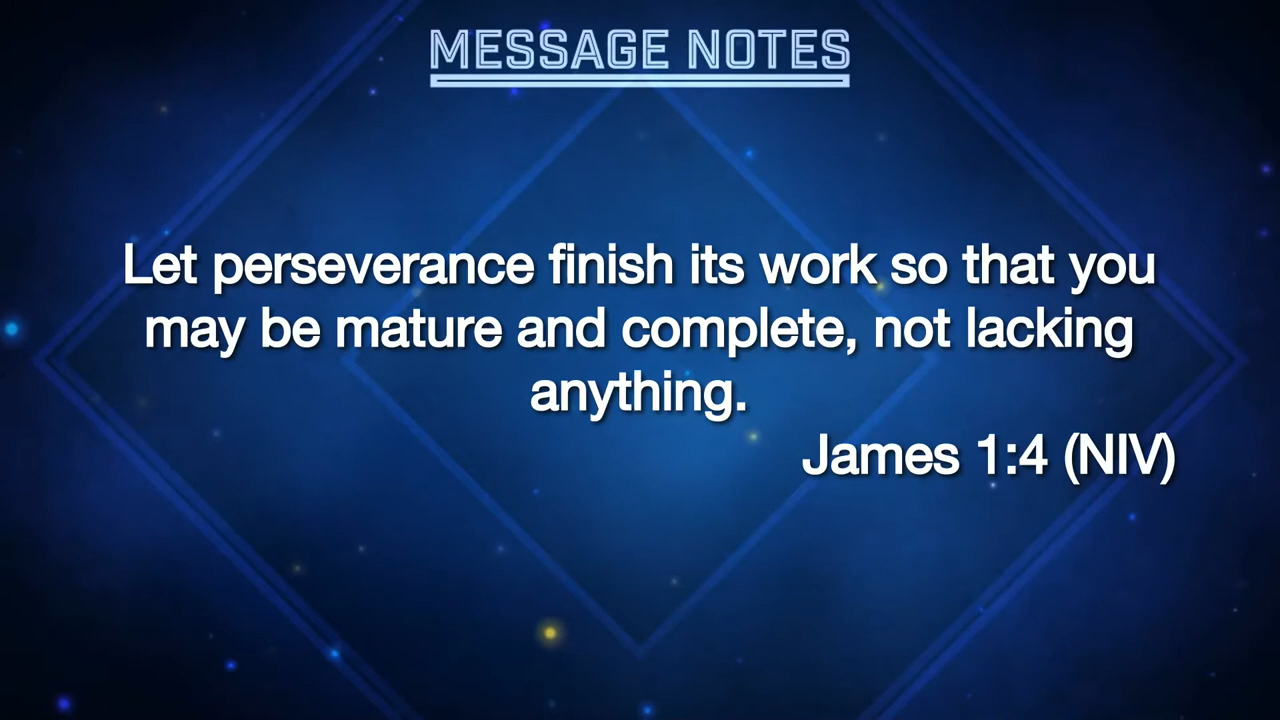 MESSAGE NOTES
Let perseverance finish its work so that you
may be mature and complete, not lacking
anything.
James 1:4 (NIV)